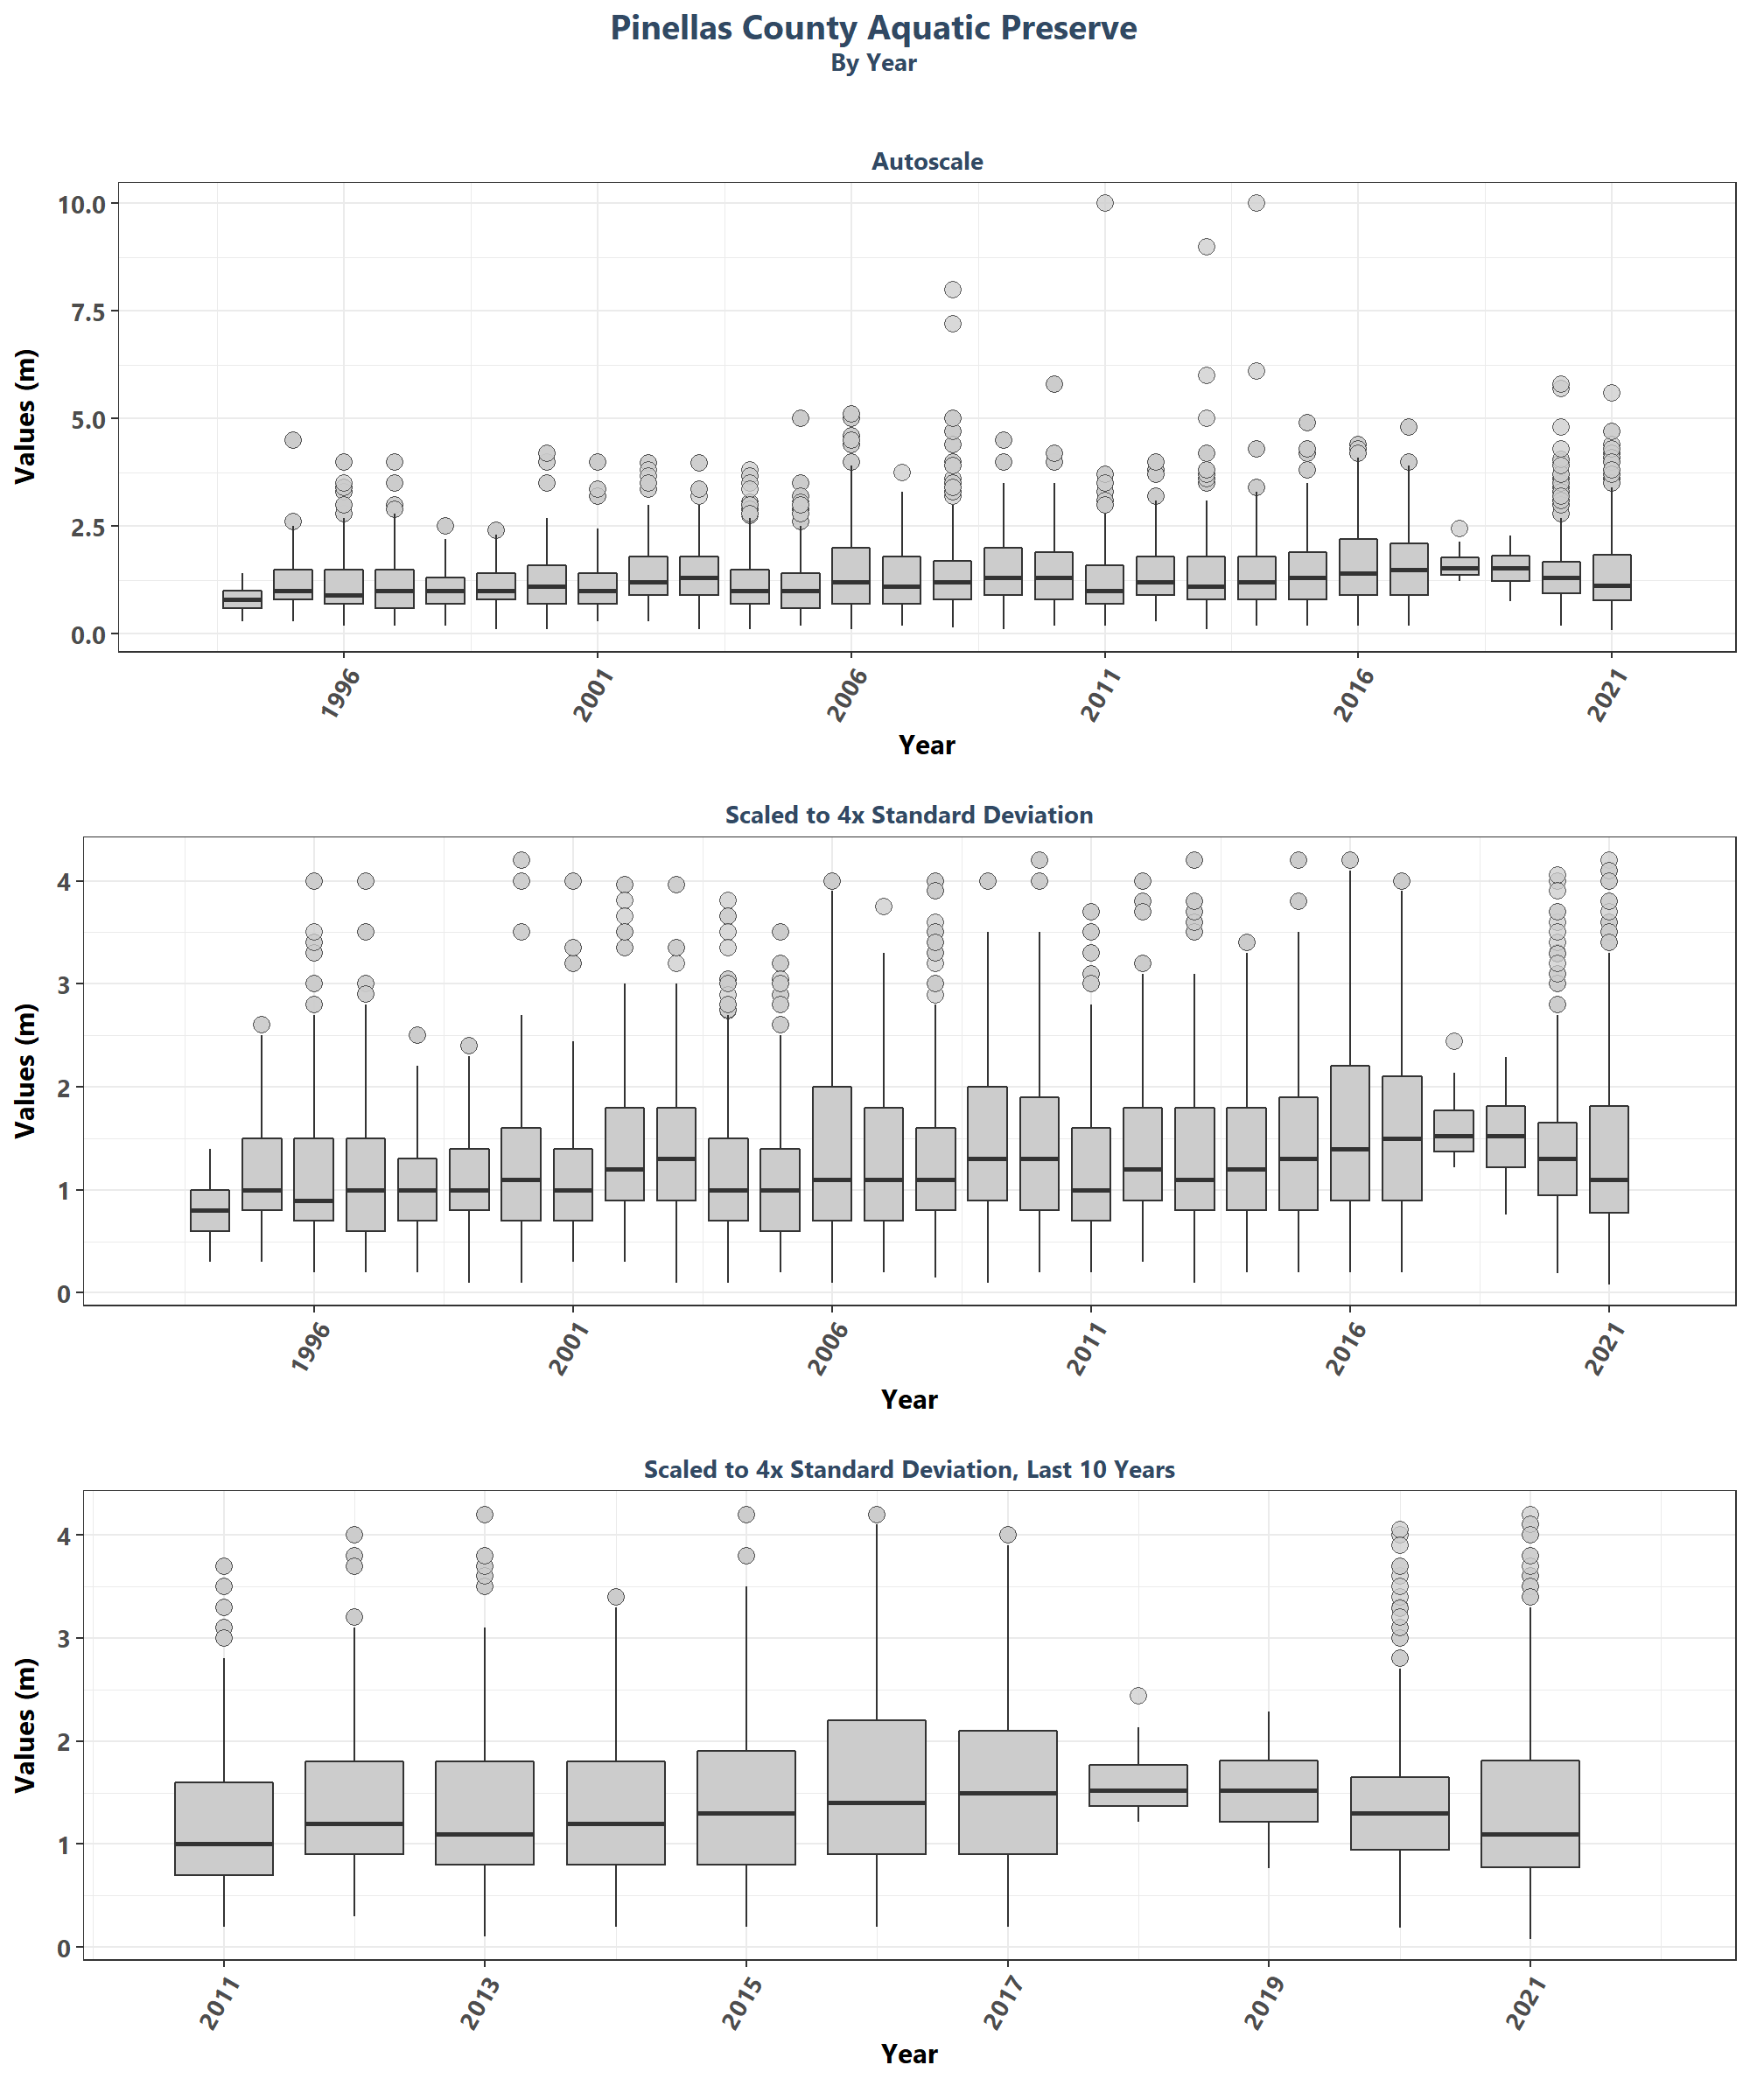 Pinellas County Aquatic Preserve
By Year
Autoscale
Values (m)
10.0
7.5
5.0
2.5
0.0
1996 2001 2006 2011 2016 2021
Year
Scaled to 4x Standard Deviation
Values (m)
4
3
2
1
0
1996 2001 2006 2011 2016 2021
Year
Scaled to 4x Standard Deviation, Last 10 Years
Values (m)
4
3
2
1
0
2011 2013 2015 2017 2019 2021
Year